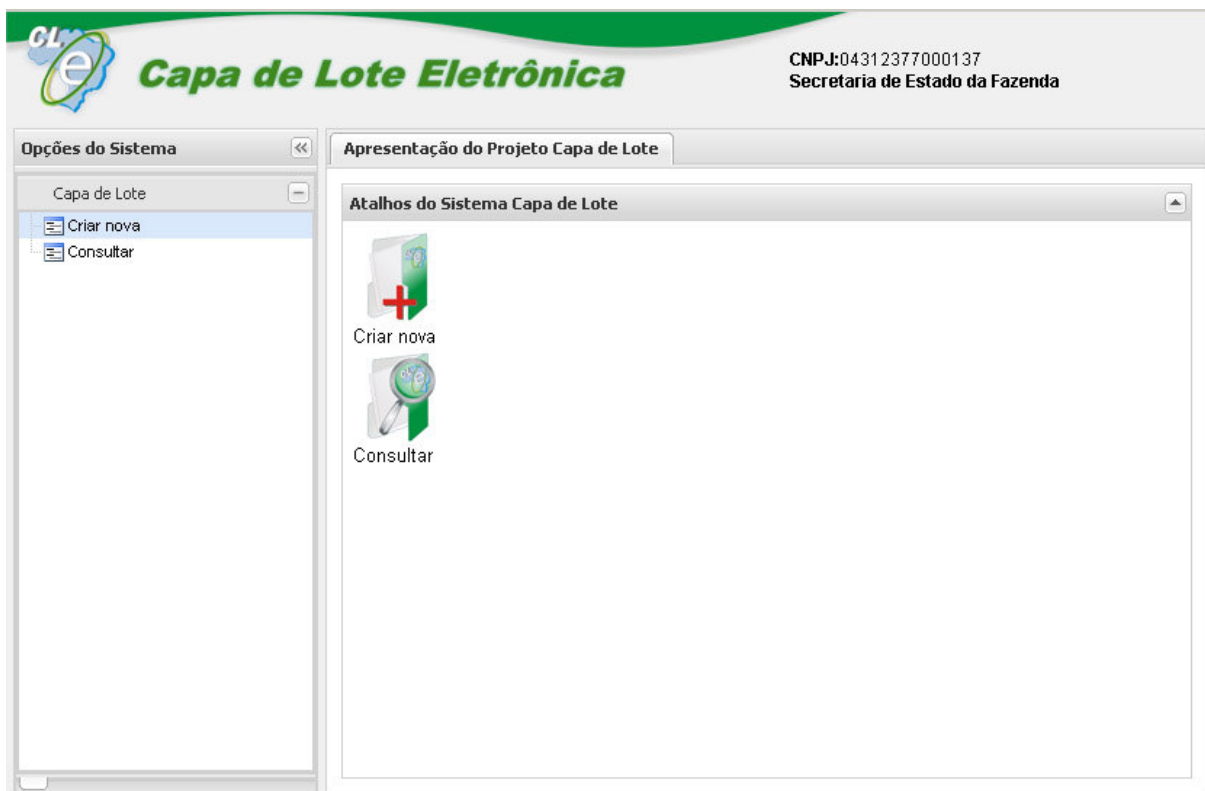 CLe
Capa de Lote Eletrônica
CNPJ:04312377000137
Secretaria de Estado da Fazenda
Opções do Sistema
Apresentação do Projeto Capa de Lote
Capa de Lote
Criar nova
Consultar
Atalhos do Sistema Capa de Lote
Criar nova
Consultar